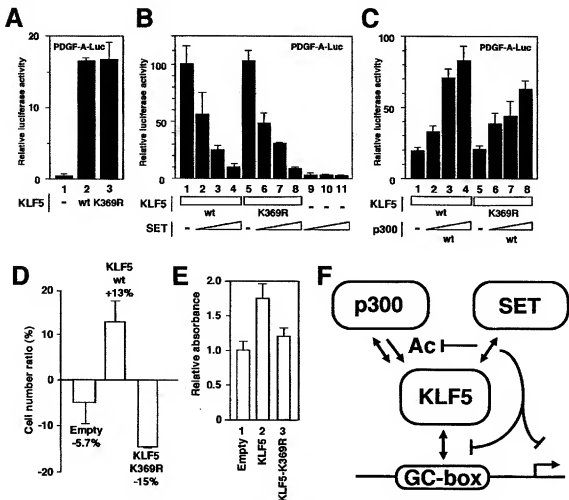 A
PDGF-A-Luc
Relative luciferase activity
20
10
0
1 2 3
KLF5 - wt K369R
B
PDGF-A-Luc
Relative luciferase activity
100
50
0
1 2 3 4 5 6 7 8 9 10 11
KLF5 - - -
wt K369R
SET - - -
C
PDGF-A-Luc
Relative luciferase activity
100
80
60
40
20
0
1 2 3 4 5 6 7 8
KLF5
wt K369R
p300 - -
wt wt
D
Cell number ratio (%)
20
10
0
-10
-20
KLF5
wt
+13%
Empty
-5.7%
KLF5
K369R
-15%
E
Relative absorbance
2.0
1.5
1.0
0.5
0
1 2 3
Empty
KLF5
KLF5-K369R
F
p300
SET
Ac
KLF5
GC-box